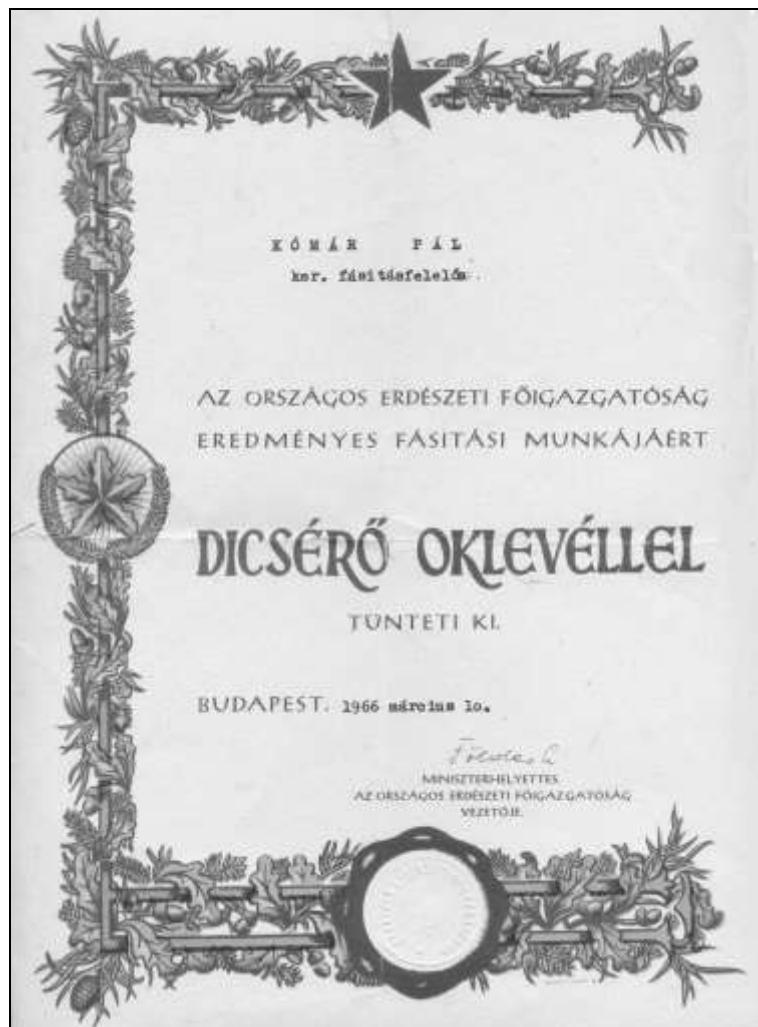 KÓMÁR PÁL
ker. fásitásfelelős.
AZ ORSZÁGOS ERDÉSZETI FŐIGAZGATÓSÁG
EREDMÉNYES FÁSITÁSI MUNKÁJÁÉRT
DICSÉRŐ OKLEVÉLLEL
TÜNTETI KI.
BUDAPEST. 1966 március lo.
MINISZTERHELYETTES
AZ ORSZÁGOS ERDÉSZETI FŐIGAZGATÓSÁG
VEZETŐJE.